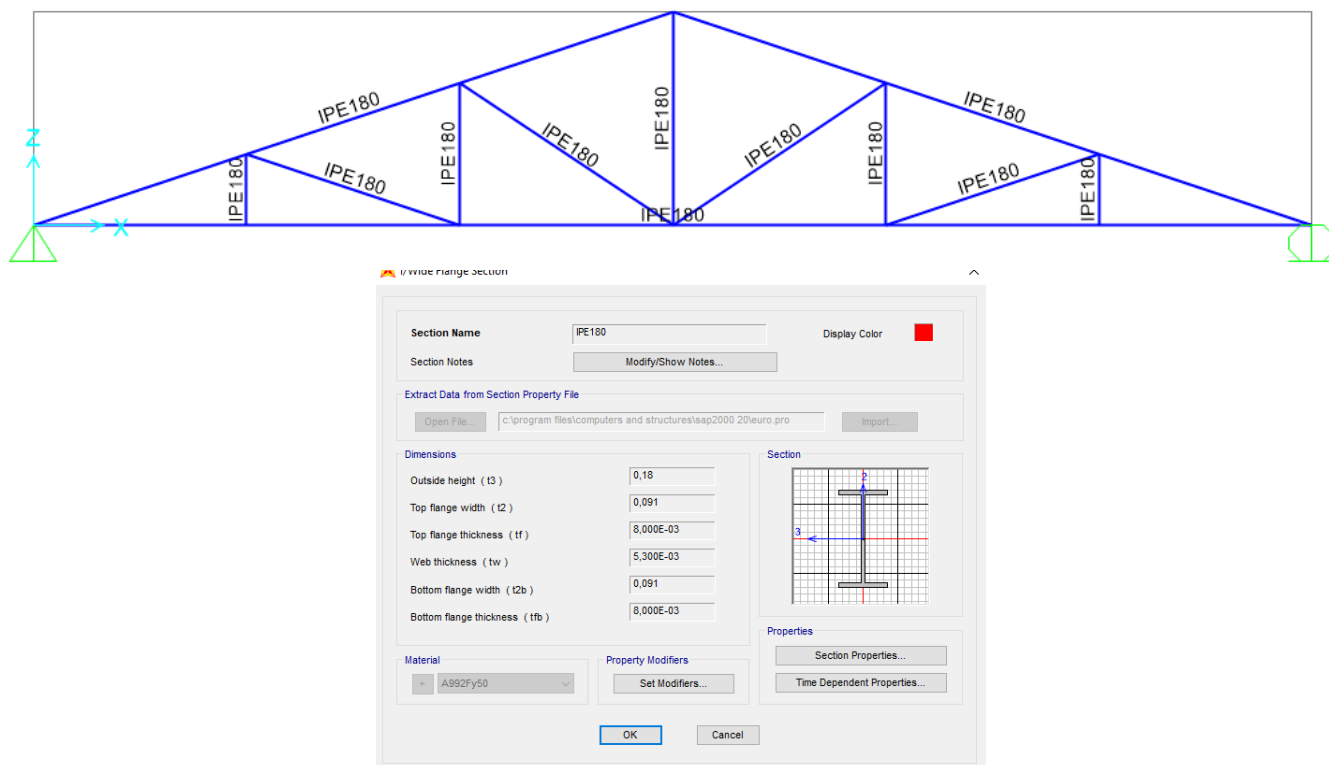 IPE180
IPE180
IPE180
IPE180
IPE180
IPE180
IPE180
IPE180
IPE180
IPE180
IPE180
IPE180
Z
X
I/Wide Flange Section
Section Name
IPE180
Display Color
Section Notes
Modify/Show Notes...
Extract Data from Section Property File
Open File...
c:\program files\computers and structures\sap2000 20\euro.pro
Import...
Dimensions
Section
Outside height ( t3 )
0,18
Top flange width ( t2 )
0,091
Top flange thickness ( tf )
8,000E-03
Web thickness ( tw )
5,300E-03
Bottom flange width ( t2b )
0,091
Bottom flange thickness ( tfb )
8,000E-03
2
3
Properties
Section Properties...
Time Dependent Properties...
Material
+
A992Fy50
Property Modifiers
Set Modifiers...
OK
Cancel